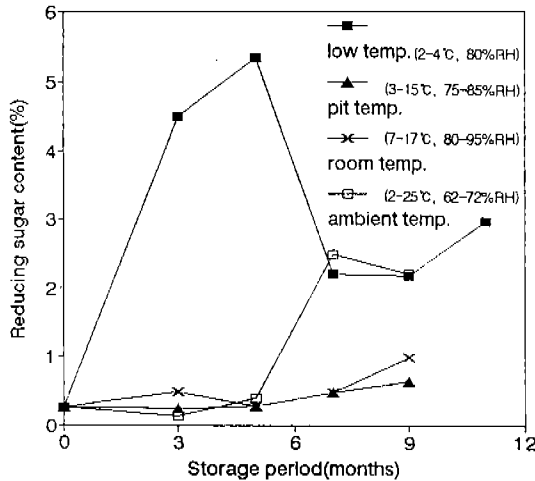 Reducing sugar content(%)
6
5
4
3
2
1
0
low temp. (2-4℃, 80%RH)
(3-15℃, 75-85%RH)
pit temp.
(7-17℃, 80-95%RH)
room temp.
(2-25℃, 62-72%RH)
ambient temp.
0 3 6 9 12
Storage period(months)